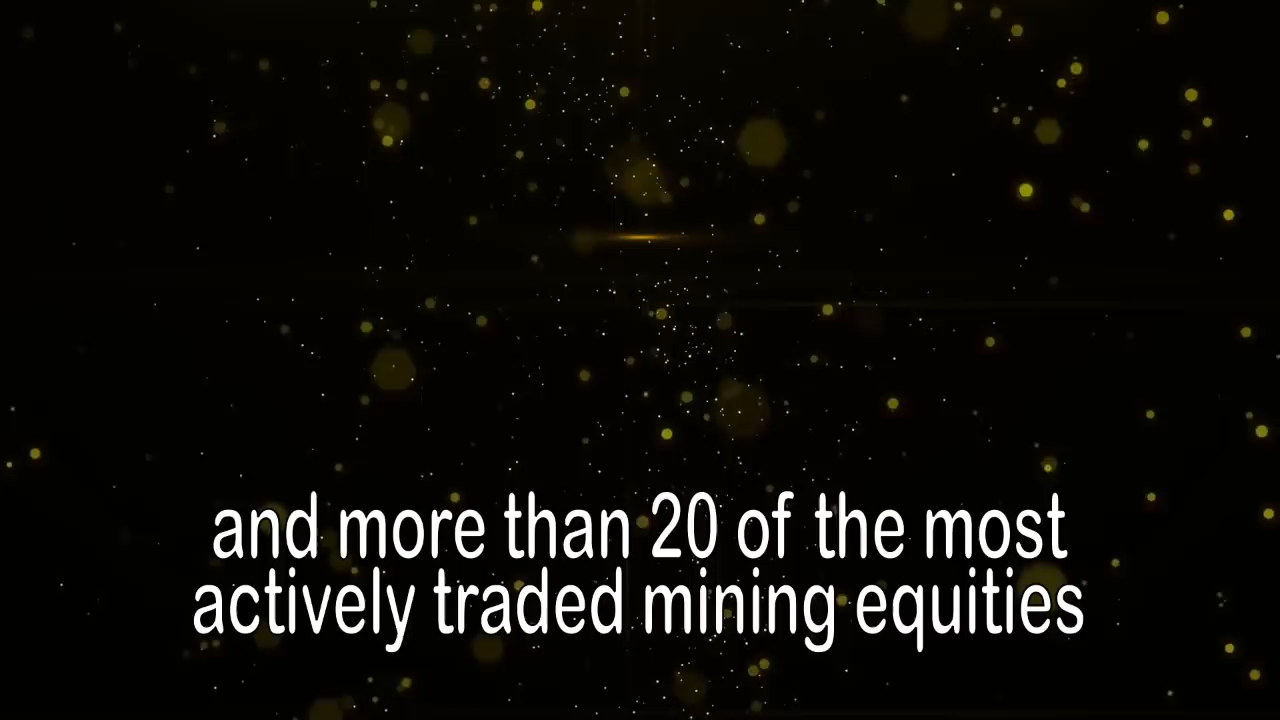 and more than 20 of the most
actively traded mining equities